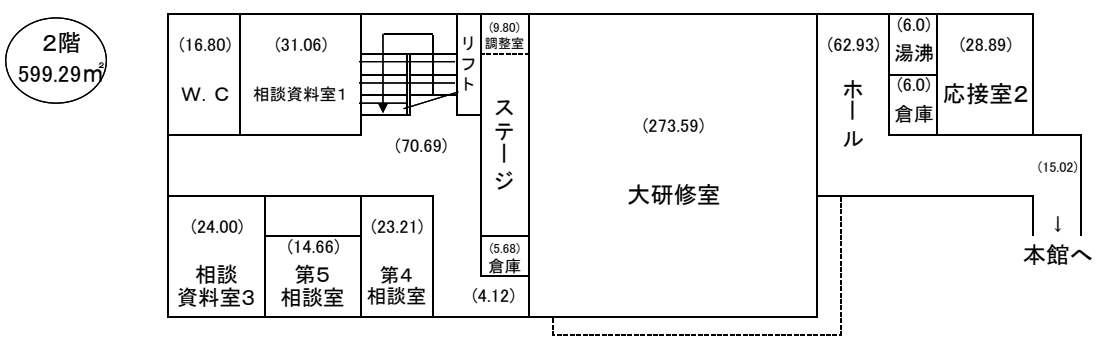 2階
599.29㎡
(16.80)
W. C
(31.06)
相談資料室1
リフト
(9.80)
調整室
ステージ
(273.59)
大研修室
(62.93)
ホール
(6.0)
湯沸
(6.0)
倉庫
(28.89)
応接室2
(70.69)
(15.02)
↓
本館へ
(24.00)
相談
資料室3
(14.66)
第5
相談室
(23.21)
第4
相談室
(5.68)
倉庫
(4.12)